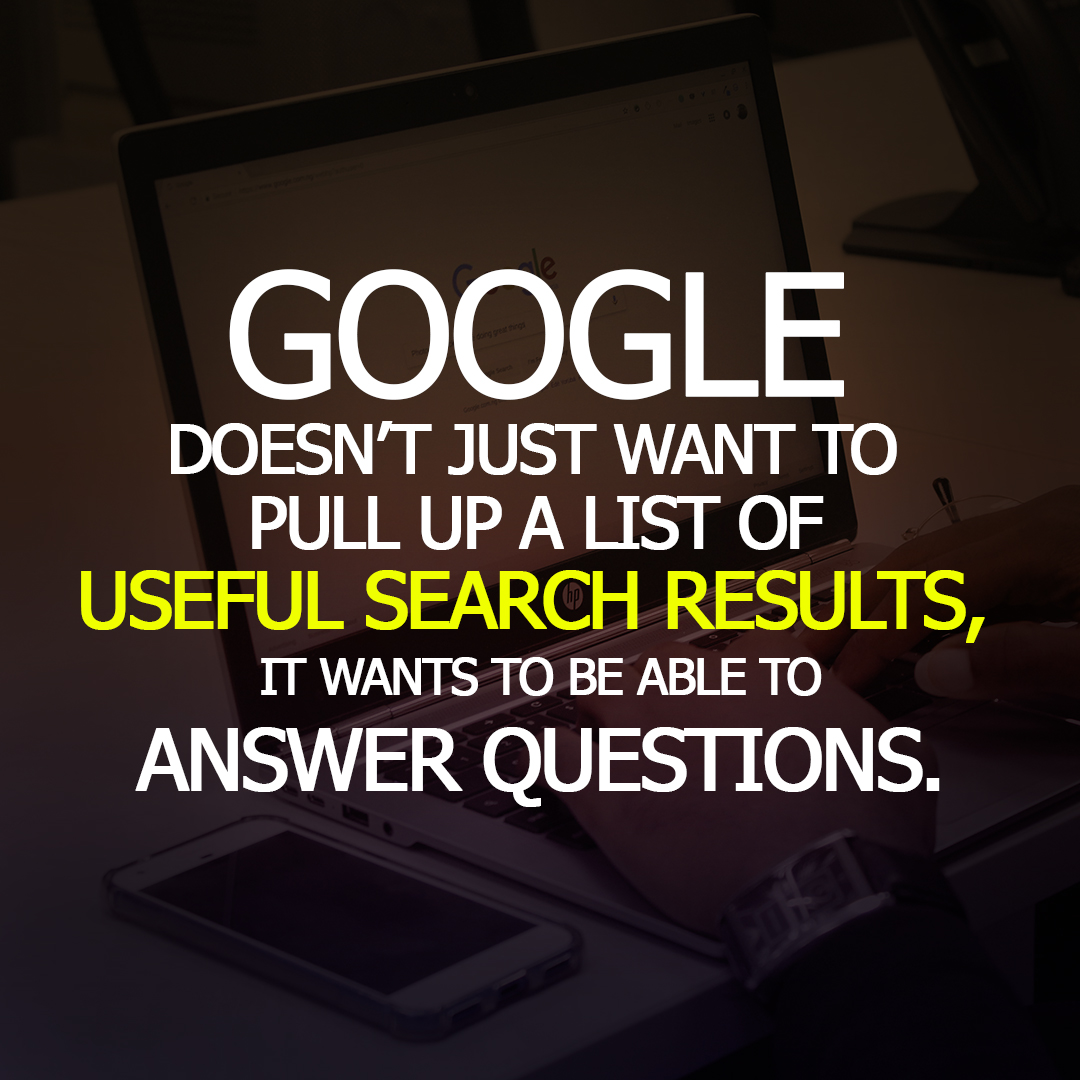 GOOGLE
DOESN'T JUST WANT TO
PULL UP A LIST OF
USEFUL SEARCH RESULTS,
IT WANTS TO BE ABLE TO
ANSWER QUESTIONS.
hp